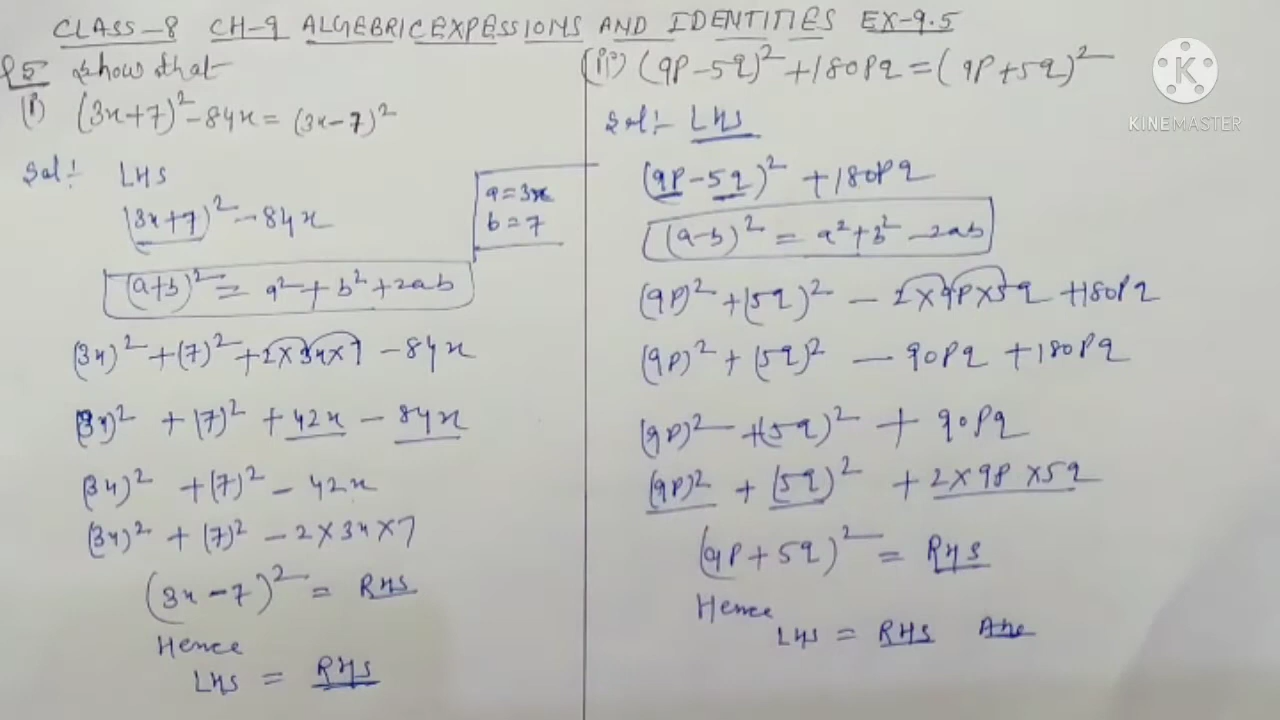 CLASS-8 CH-9 ALGEBRIC EXPESSIONS AND IDENTITIES EX-9.5
Q5 Show that
(i) (3x+7)² - 84x = (3x-7)²
Sol:- LHS
(3x+7)² - 84x
a=3x
b=7
(a+b)² = a² + b² + 2ab
(3x)² + (7)² + 2×3x×7 - 84x
(3x)² + (7)² + 42x - 84x
(3x)² + (7)² - 42x
(3x)² + (7)² - 2×3x×7
(3x-7)² = RHS
Hence
LHS = RHS
(ii) (9P-5q)² + 180Pq = (9P+5q)²
Sol:- LHS
(9P-5q)² + 180Pq
(a-b)² = a² + b² - 2ab
(9P)² + (5q)² - 2×9P×5q + 180Pq
(9P)² + (5q)² - 90Pq + 180Pq
(9P)² + (5q)² + 90Pq
(9P)² + (5q)² + 2×9P×5q
(9P+5q)² = RHS
Hence
LHS = RHS Ans
K
KINEMASTER